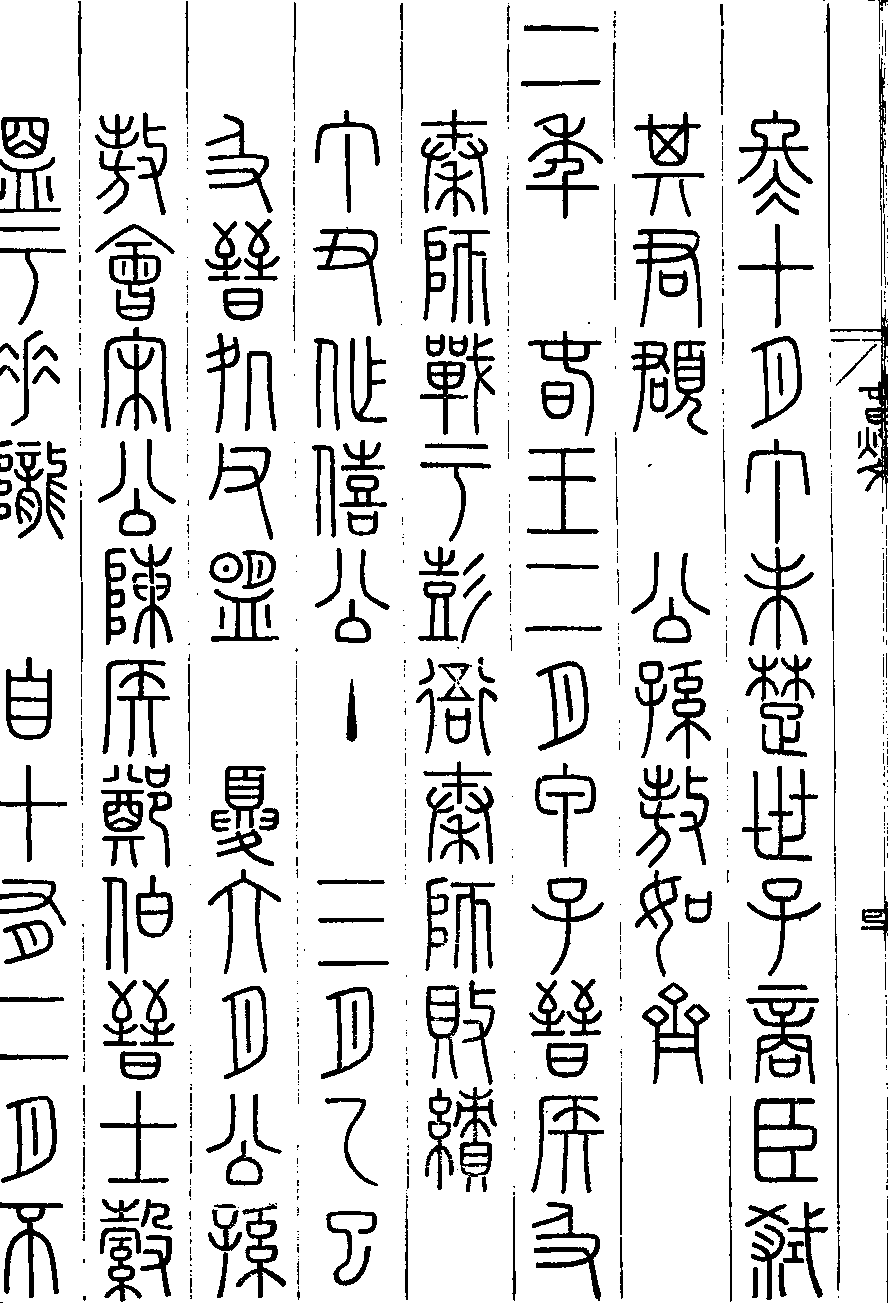 冬十月丁未楚世子商臣弒
其君頵　公孫敖如齊
二年　春王二月甲子晉侯及
秦師戰于彭衙秦師敗績
丁丑作僖公主　三月乙巳
及晉處父盟　夏六月公孫
敖會宋公陳侯鄭伯晉士縠
盟于垂隴　自十有二月不